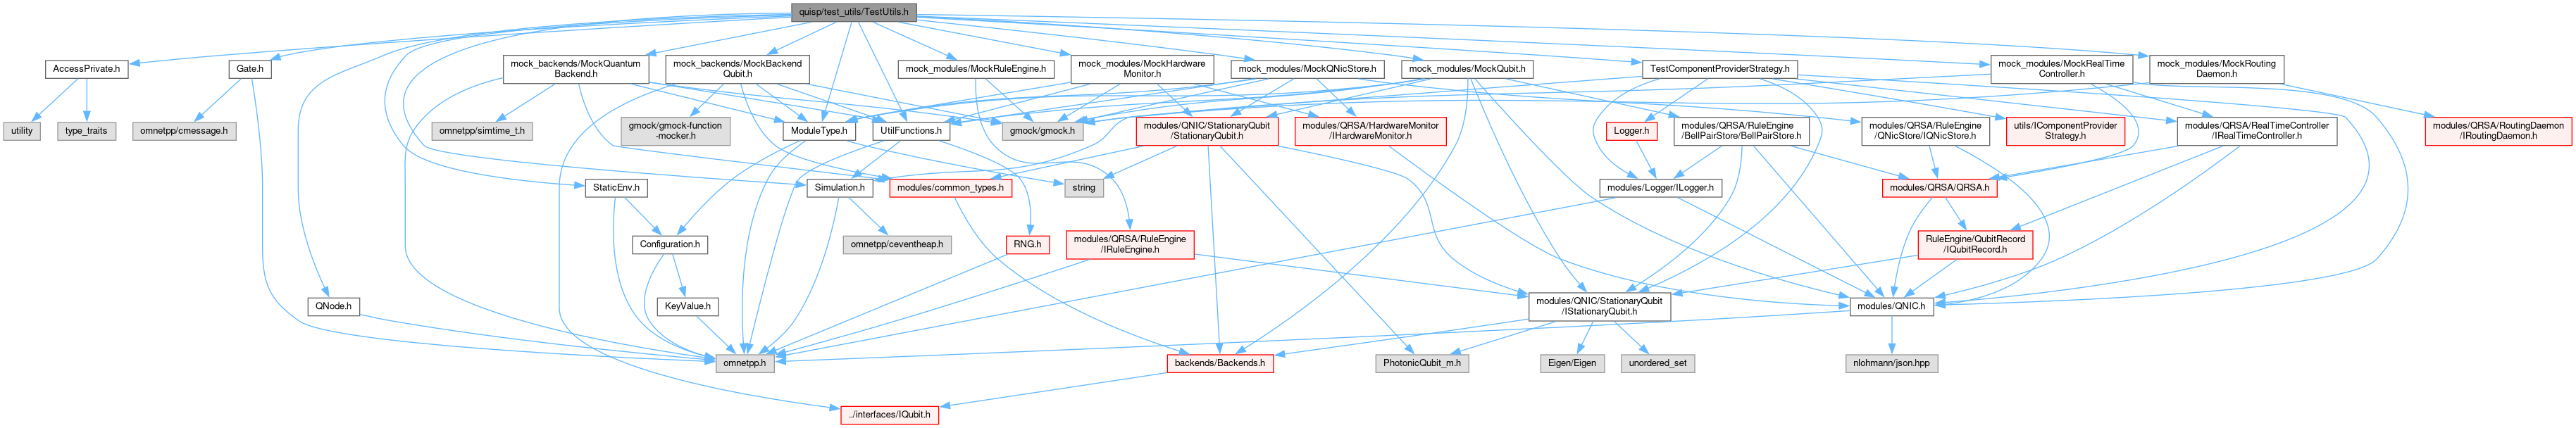 quisp/test_utils/TestUtils.h
AccessPrivate.h
Gate.h
mock_backends/MockQuantum
Backend.h
mock_backends/MockBackend
Qubit.h
mock_modules/MockRuleEngine.h
mock_modules/MockHardware
Monitor.h
mock_modules/MockQNicStore.h
mock_modules/MockQubit.h
TestComponentProviderStrategy.h
mock_modules/MockRealTime
Controller.h
mock_modules/MockRouting
Daemon.h
utility
type_traits
omnetpp/cmessage.h
omnetpp/simtime_t.h
gmock/gmock-function
-mocker.h
ModuleType.h
UtilFunctions.h
gmock/gmock.h
modules/QNIC/StationaryQubit
/StationaryQubit.h
modules/QRSA/HardwareMonitor
/IHardwareMonitor.h
Logger.h
modules/QRSA/RuleEngine
/BellPairStore/BellPairStore.h
modules/QRSA/RuleEngine
/QNicStore/IQNicStore.h
utils/IComponentProvider
Strategy.h
modules/QRSA/RealTimeController
/IRealTimeController.h
modules/QRSA/RoutingDaemon
/IRoutingDaemon.h
StaticEnv.h
Simulation.h
modules/common_types.h
string
modules/Logger/ILogger.h
modules/QRSA/QRSA.h
Configuration.h
omnetpp/ceventheap.h
RNG.h
modules/QRSA/RuleEngine
/IRuleEngine.h
RuleEngine/QubitRecord
/IQubitRecord.h
QNode.h
KeyValue.h
modules/QNIC/StationaryQubit
/IStationaryQubit.h
modules/QNIC.h
omnetpp.h
backends/Backends.h
PhotonicQubit_m.h
Eigen/Eigen
unordered_set
nlohmann/json.hpp
../interfaces/IQubit.h